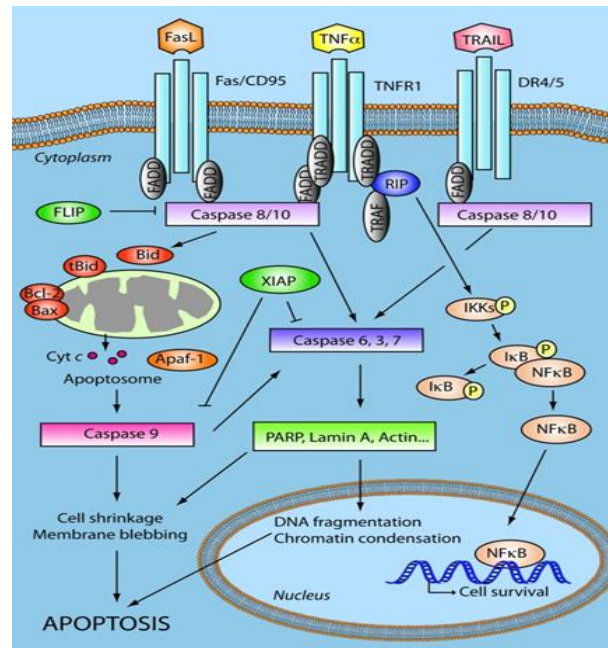 FasL
TNFα
TRAIL
Fas/CD95
TNFR1
DR4/5
Cytoplasm
FADD
FADD
FADD
TRADD
TRADD
RIP
TRAF
FADD
FLIP
Caspase 8/10
Caspase 8/10
Bid
tBid
Bcl-2
Bax
XIAP
IKKs P
Cyt c
Apaf-1
Apoptosome
Caspase 6, 3, 7
IκB P
NFκB
IκB P
Caspase 9
PARP, Lamin A, Actin...
NFκB
Cell shrinkage
Membrane blebbing
DNA fragmentation
Chromatin condensation
NFκB
Cell survival
Nucleus
APOPTOSIS